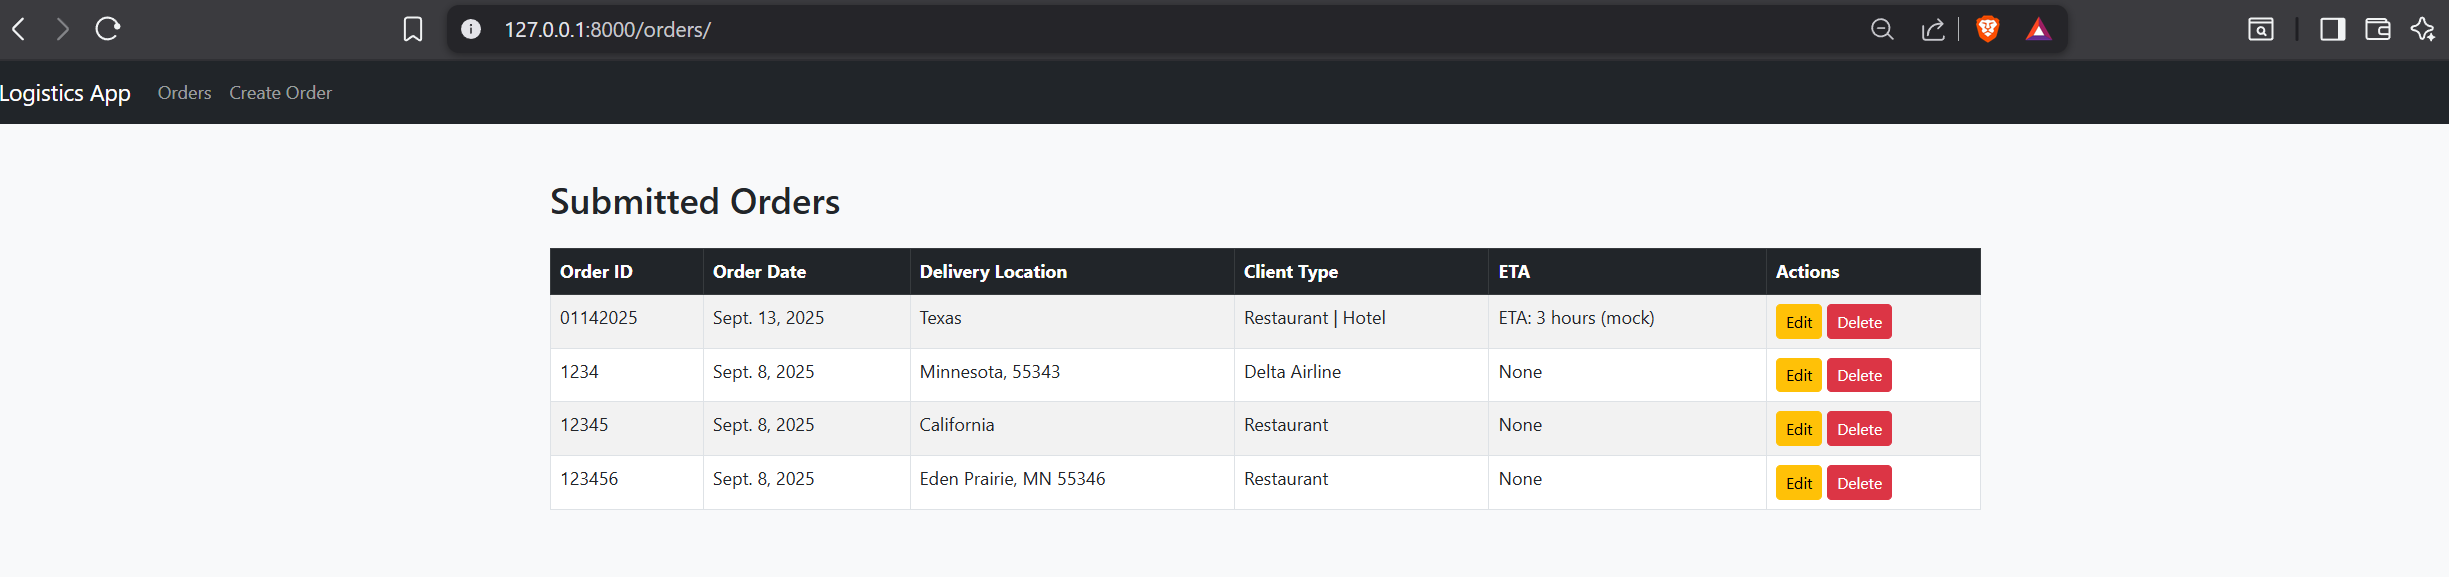 127.0.0.1:8000/orders/
Logistics App Orders Create Order
Submitted Orders
Order ID Order Date Delivery Location Client Type ETA Actions
01142025 Sept. 13, 2025 Texas Restaurant | Hotel ETA: 3 hours (mock) Edit Delete
1234 Sept. 8, 2025 Minnesota, 55343 Delta Airline None Edit Delete
12345 Sept. 8, 2025 California Restaurant None Edit Delete
123456 Sept. 8, 2025 Eden Prairie, MN 55346 Restaurant None Edit Delete